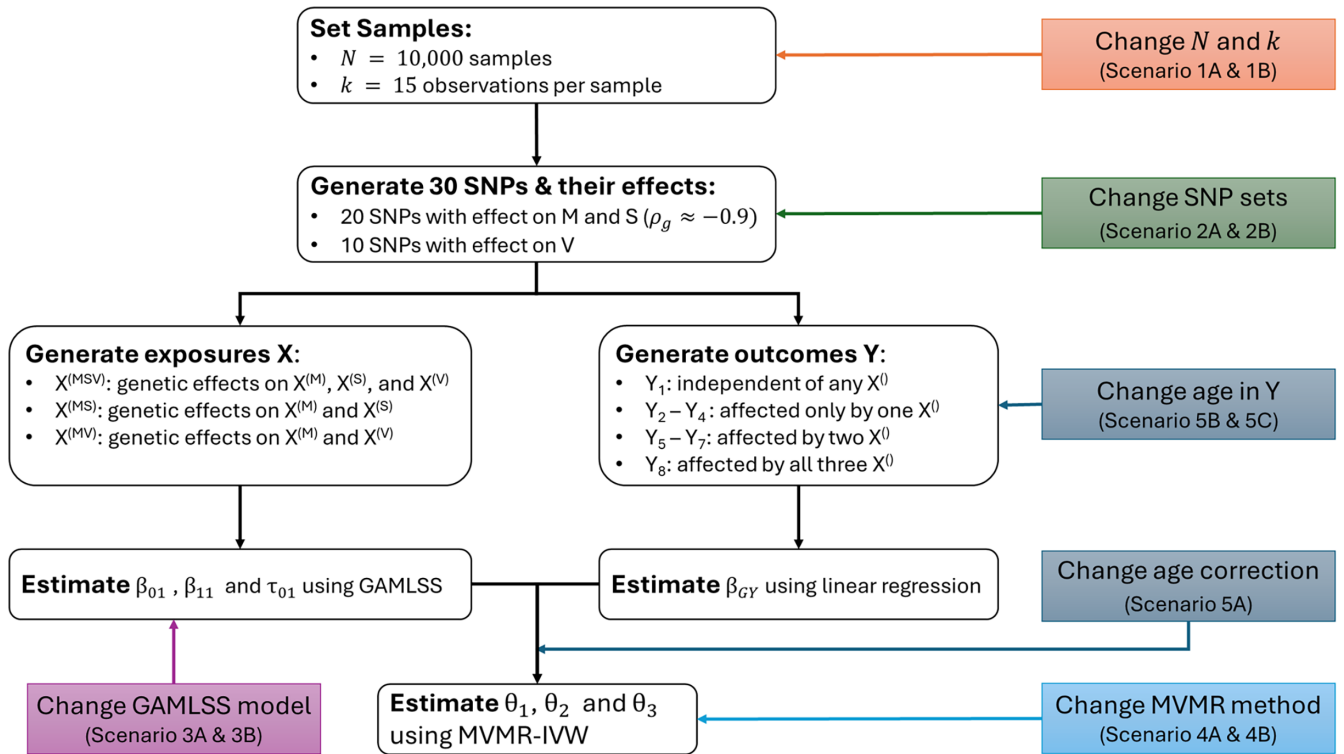 Set Samples:
• N = 10,000 samples
• k = 15 observations per sample
Change N and k
(Scenario 1A & 1B)
Generate 30 SNPs & their effects:
• 20 SNPs with effect on M and S (ρg ≈ −0.9)
• 10 SNPs with effect on V
Change SNP sets
(Scenario 2A & 2B)
Generate exposures X:
• X(MSV): genetic effects on X(M), X(S), and X(V)
• X(MS): genetic effects on X(M) and X(S)
• X(MV): genetic effects on X(M) and X(V)
Generate outcomes Y:
• Y1: independent of any X()
• Y2 – Y4: affected only by one X()
• Y5 – Y7: affected by two X()
• Y8: affected by all three X()
Change age in Y
(Scenario 5B & 5C)
Estimate β01 , β11 and τ01 using GAMLSS
Estimate βGY using linear regression
Change age correction
(Scenario 5A)
Change GAMLSS model
(Scenario 3A & 3B)
Estimate θ1, θ2 and θ3
using MVMR-IVW
Change MVMR method
(Scenario 4A & 4B)